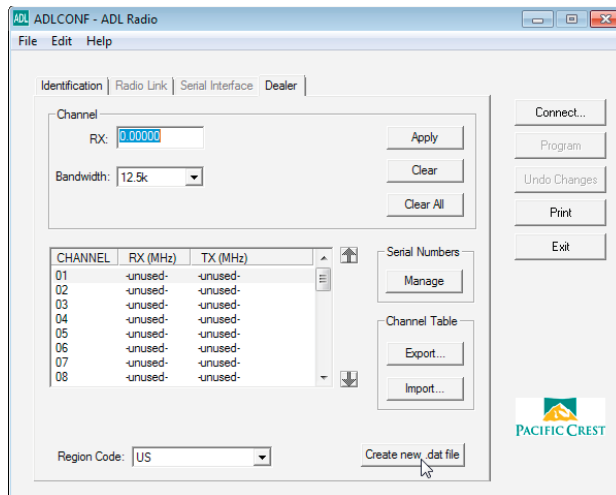 ADL ADLCONF - ADL Radio
File Edit Help
Identification Radio Link Serial Interface Dealer
Channel
RX: 0.00000
Bandwidth: 12.5k
Apply
Clear
Clear All
Connect...
Program
Undo Changes
Print
Exit
CHANNEL RX (MHz) TX (MHz)
01 -unused- -unused-
02 -unused- -unused-
03 -unused- -unused-
04 -unused- -unused-
05 -unused- -unused-
06 -unused- -unused-
07 -unused- -unused-
08 -unused- -unused-
Serial Numbers
Manage
Channel Table
Export...
Import...
PACIFIC CREST
Region Code: US
Create new .dat file